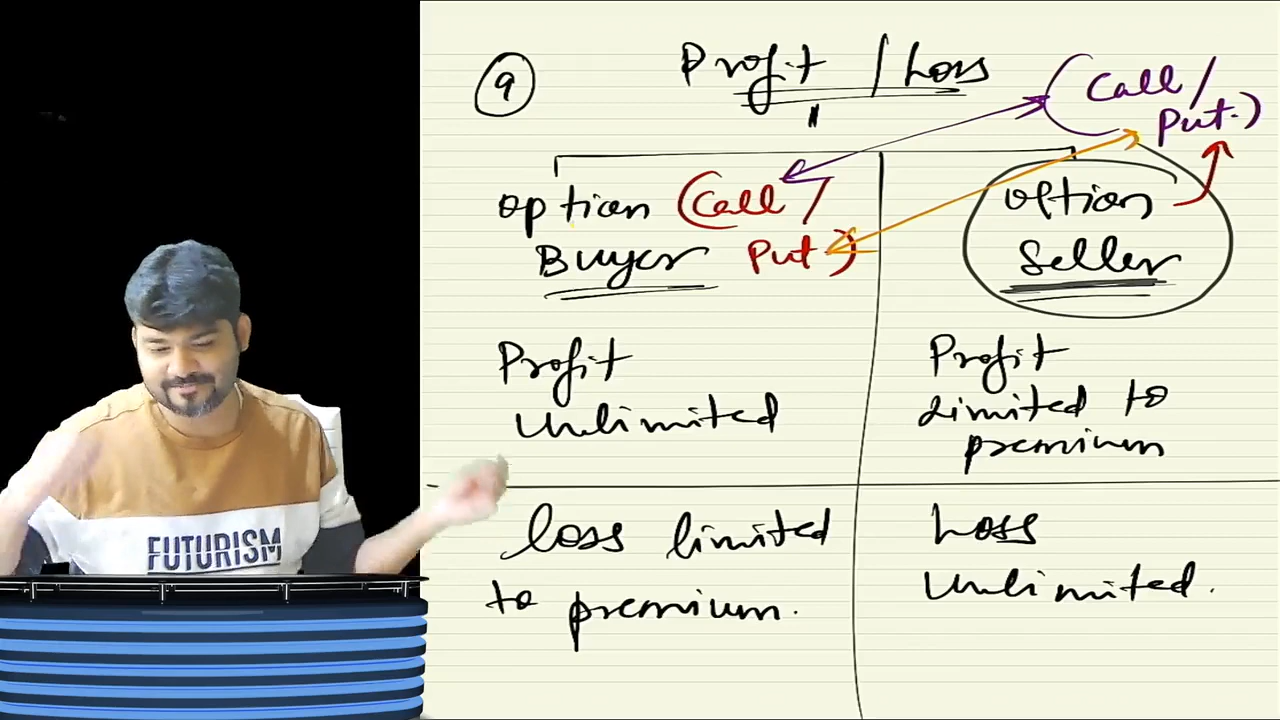 9
Profit / Loss
(Call /
Put.)
Option (Call /
Buyer Put)
Option
Seller
Profit
Unlimited
Profit
Limited to
premium
Loss limited
to premium.
Loss
Unlimited.
FUTURISM